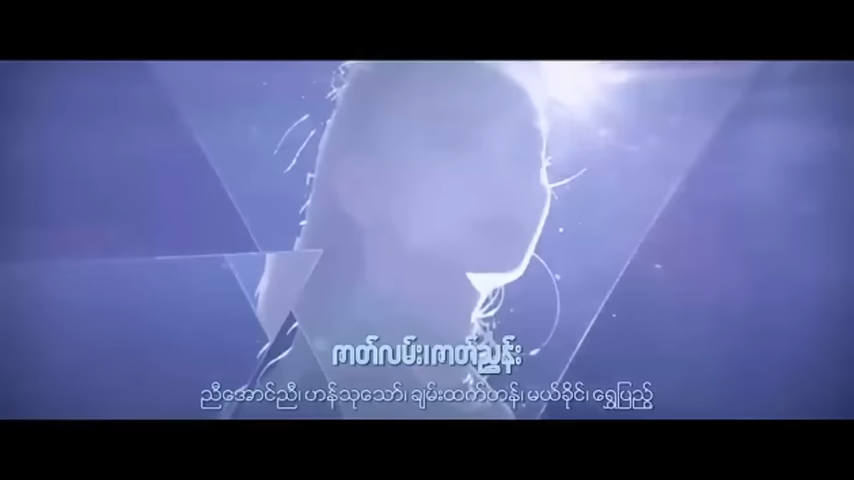 ဇာတ်လမ်း၊ဇာတ်ညွှန်း
ညီအောင်ညီ၊ ဟန်သုသော်၊ ချမ်းထက်ဟန်၊ မယ်ခိုင်၊ ရွှေပြည့်